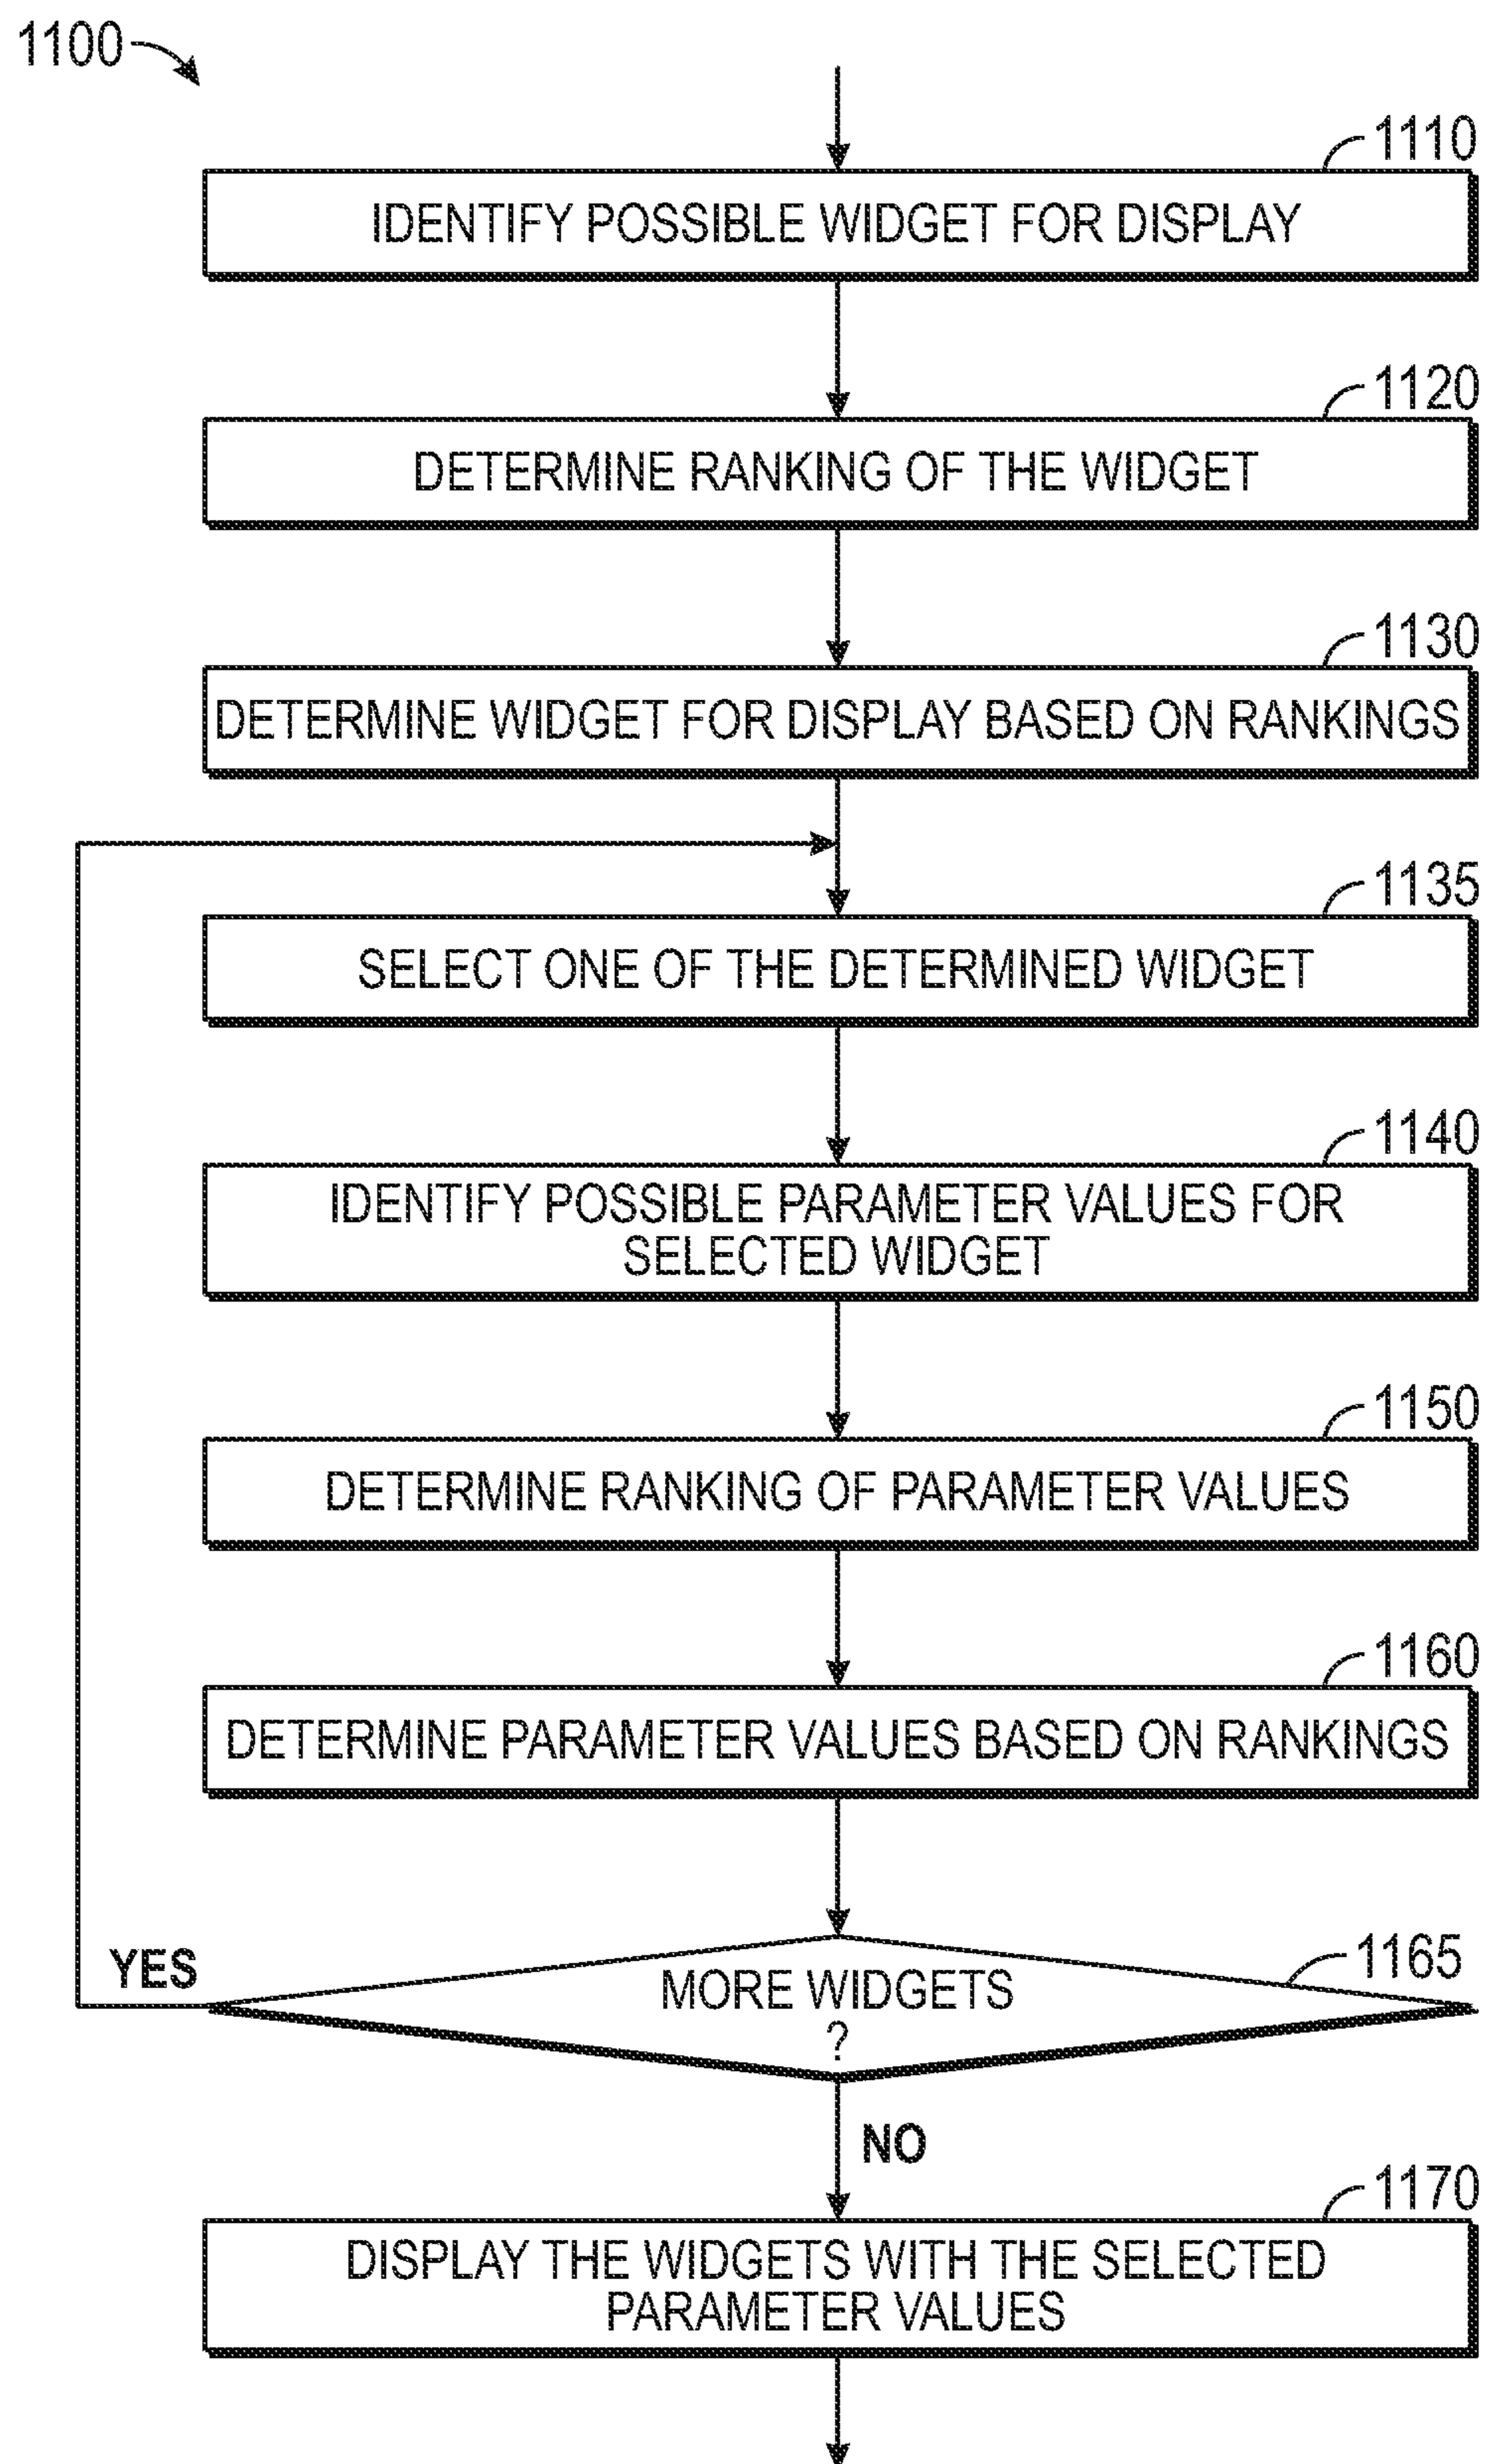 1100
1110
IDENTIFY POSSIBLE WIDGET FOR DISPLAY
1120
DETERMINE RANKING OF THE WIDGET
1130
DETERMINE WIDGET FOR DISPLAY BASED ON RANKINGS
1135
SELECT ONE OF THE DETERMINED WIDGET
1140
IDENTIFY POSSIBLE PARAMETER VALUES FOR
SELECTED WIDGET
1150
DETERMINE RANKING OF PARAMETER VALUES
1160
DETERMINE PARAMETER VALUES BASED ON RANKINGS
YES
1165
MORE WIDGETS
?
NO
1170
DISPLAY THE WIDGETS WITH THE SELECTED
PARAMETER VALUES